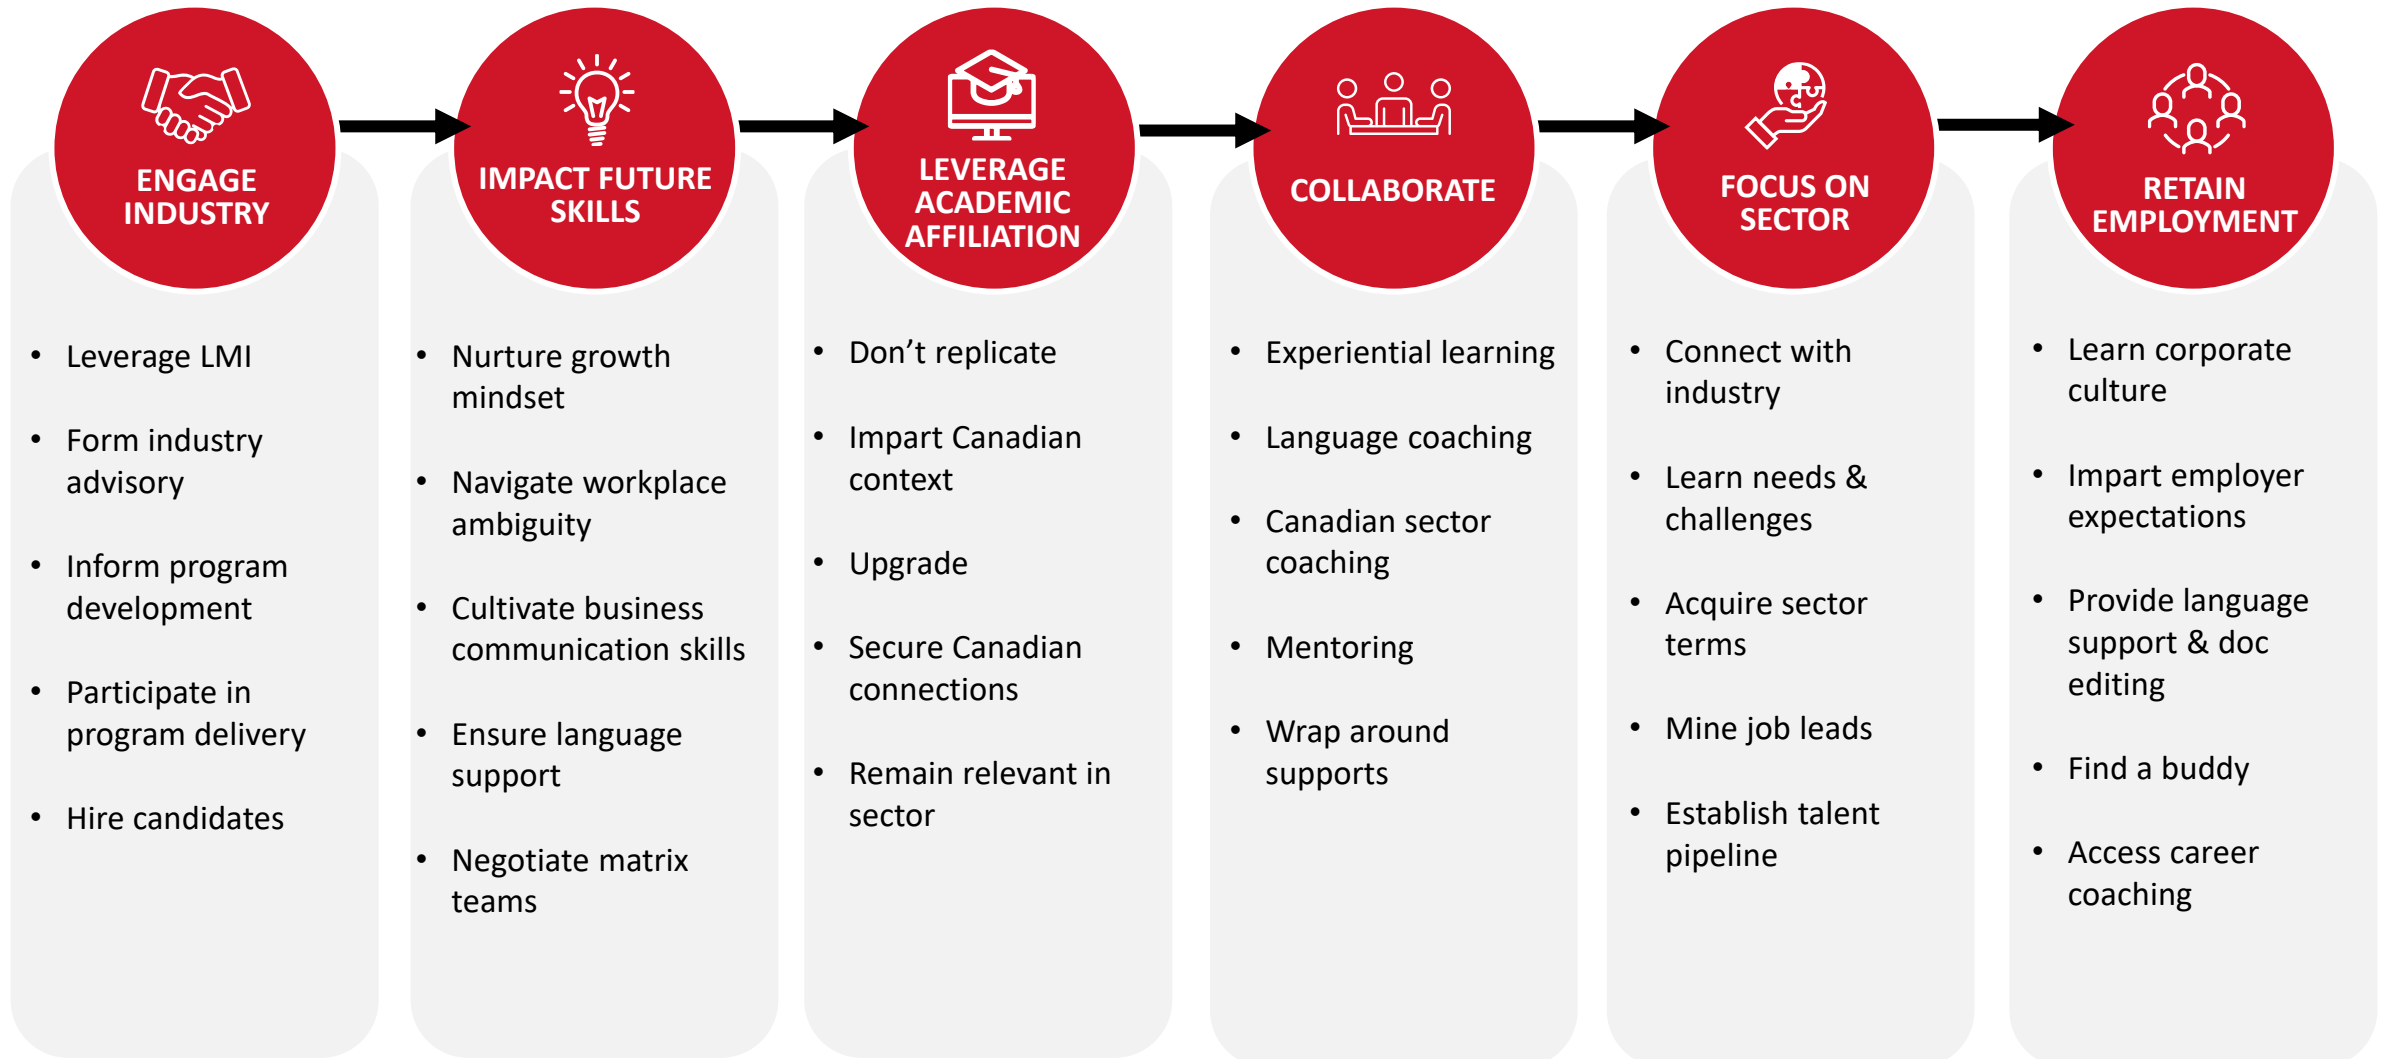 ENGAGE
INDUSTRY
• Leverage LMI
• Form industry
advisory
• Inform program
development
• Participate in
program delivery
• Hire candidates
IMPACT FUTURE
SKILLS
• Nurture growth
mindset
• Navigate workplace
ambiguity
• Cultivate business
communication skills
• Ensure language
support
• Negotiate matrix
teams
LEVERAGE
ACADEMIC
AFFILIATION
• Don’t replicate
• Impart Canadian
context
• Upgrade
• Secure Canadian
connections
• Remain relevant in
sector
COLLABORATE
• Experiential learning
• Language coaching
• Canadian sector
coaching
• Mentoring
• Wrap around
supports
FOCUS ON
SECTOR
• Connect with
industry
• Learn needs &
challenges
• Acquire sector
terms
• Mine job leads
• Establish talent
pipeline
RETAIN
EMPLOYMENT
• Learn corporate
culture
• Impart employer
expectations
• Provide language
support & doc
editing
• Find a buddy
• Access career
coaching